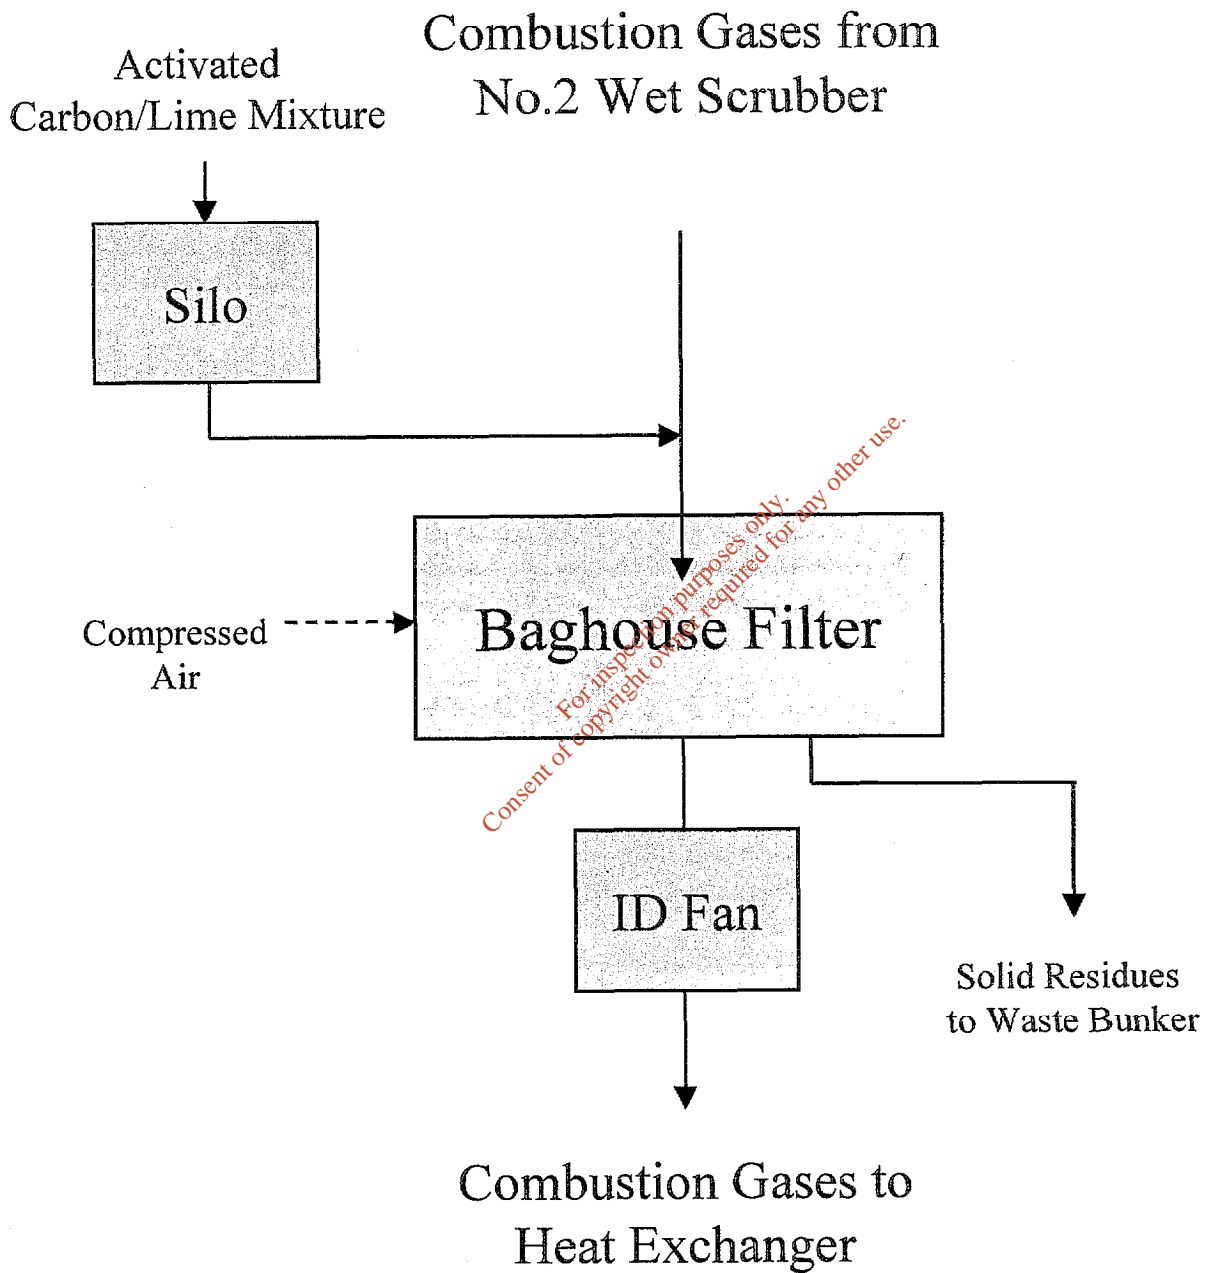 Combustion Gases from
No.2 Wet Scrubber
Activated
Carbon/Lime Mixture
Silo
Baghouse Filter
Compressed
Air
For inspection purposes only.
Consent of copyright owner required for any other use.
ID Fan
Solid Residues
to Waste Bunker
Combustion Gases to
Heat Exchanger